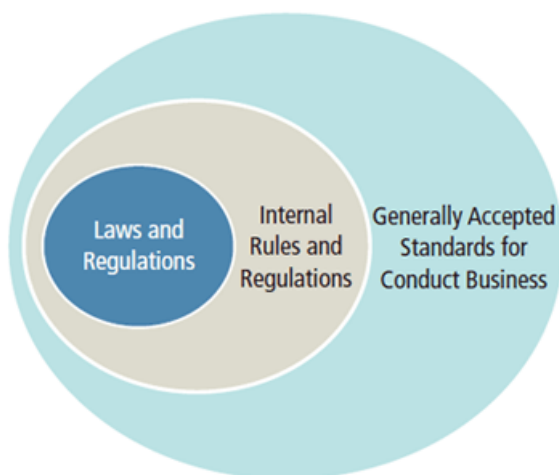 Laws and
Regulations
Internal
Rules and
Regulations
Generally Accepted
Standards for
Conduct Business